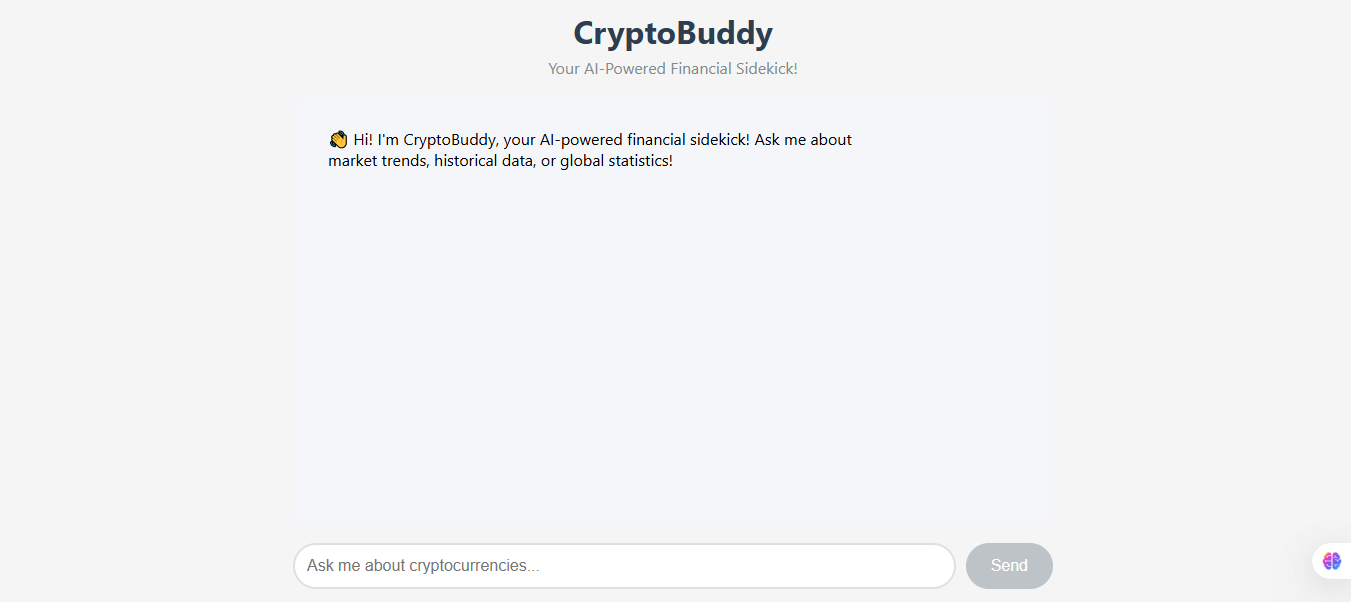 CryptoBuddy
Your AI-Powered Financial Sidekick!
👋 Hi! I'm CryptoBuddy, your AI-powered financial sidekick! Ask me about
market trends, historical data, or global statistics!
Ask me about cryptocurrencies...
Send